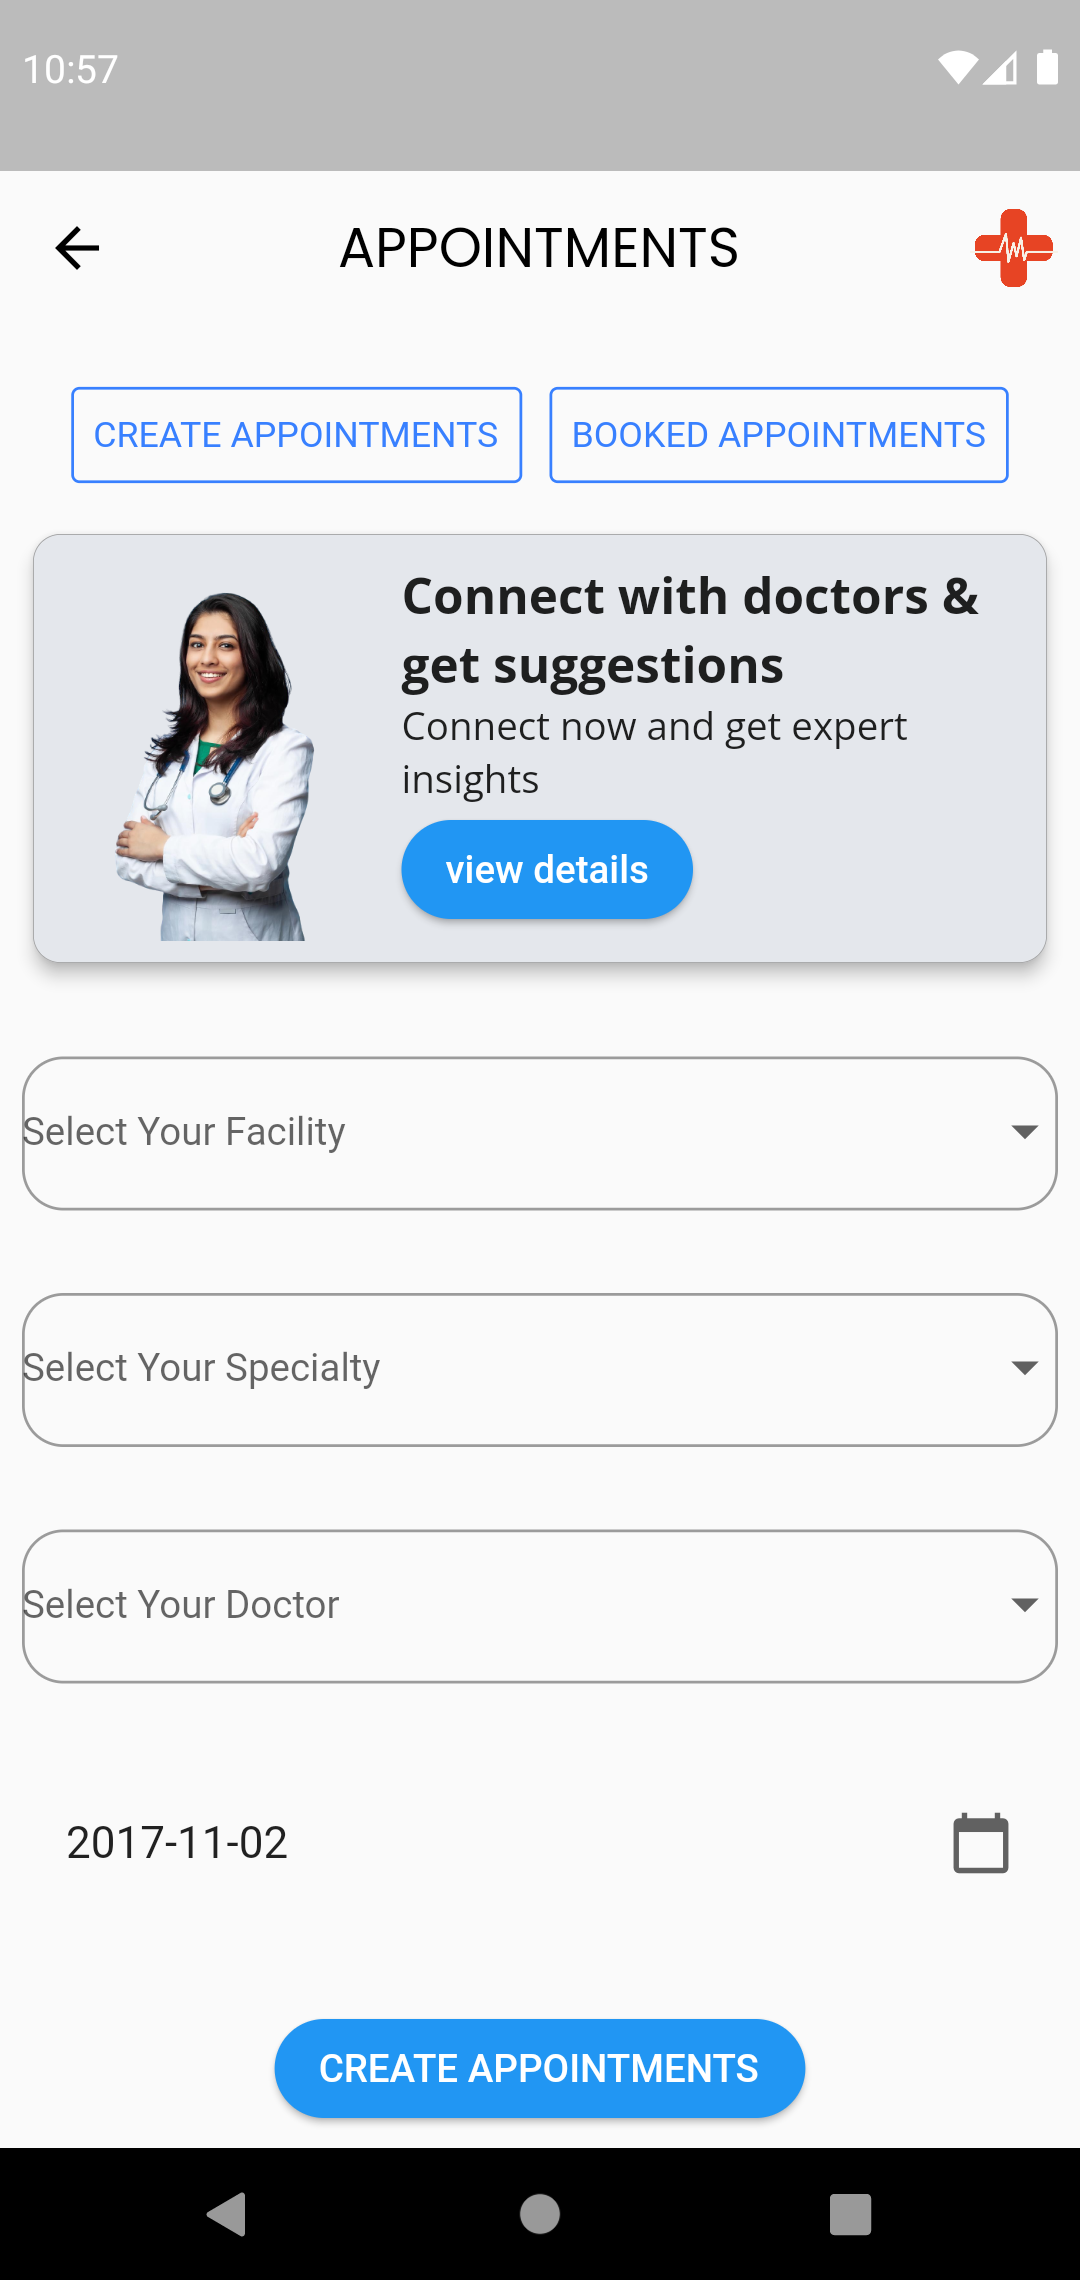 10:57
APPOINTMENTS
CREATE APPOINTMENTS
BOOKED APPOINTMENTS
Connect with doctors &
get suggestions
Connect now and get expert
insights
view details
Select Your Facility
Select Your Specialty
Select Your Doctor
2017-11-02
CREATE APPOINTMENTS